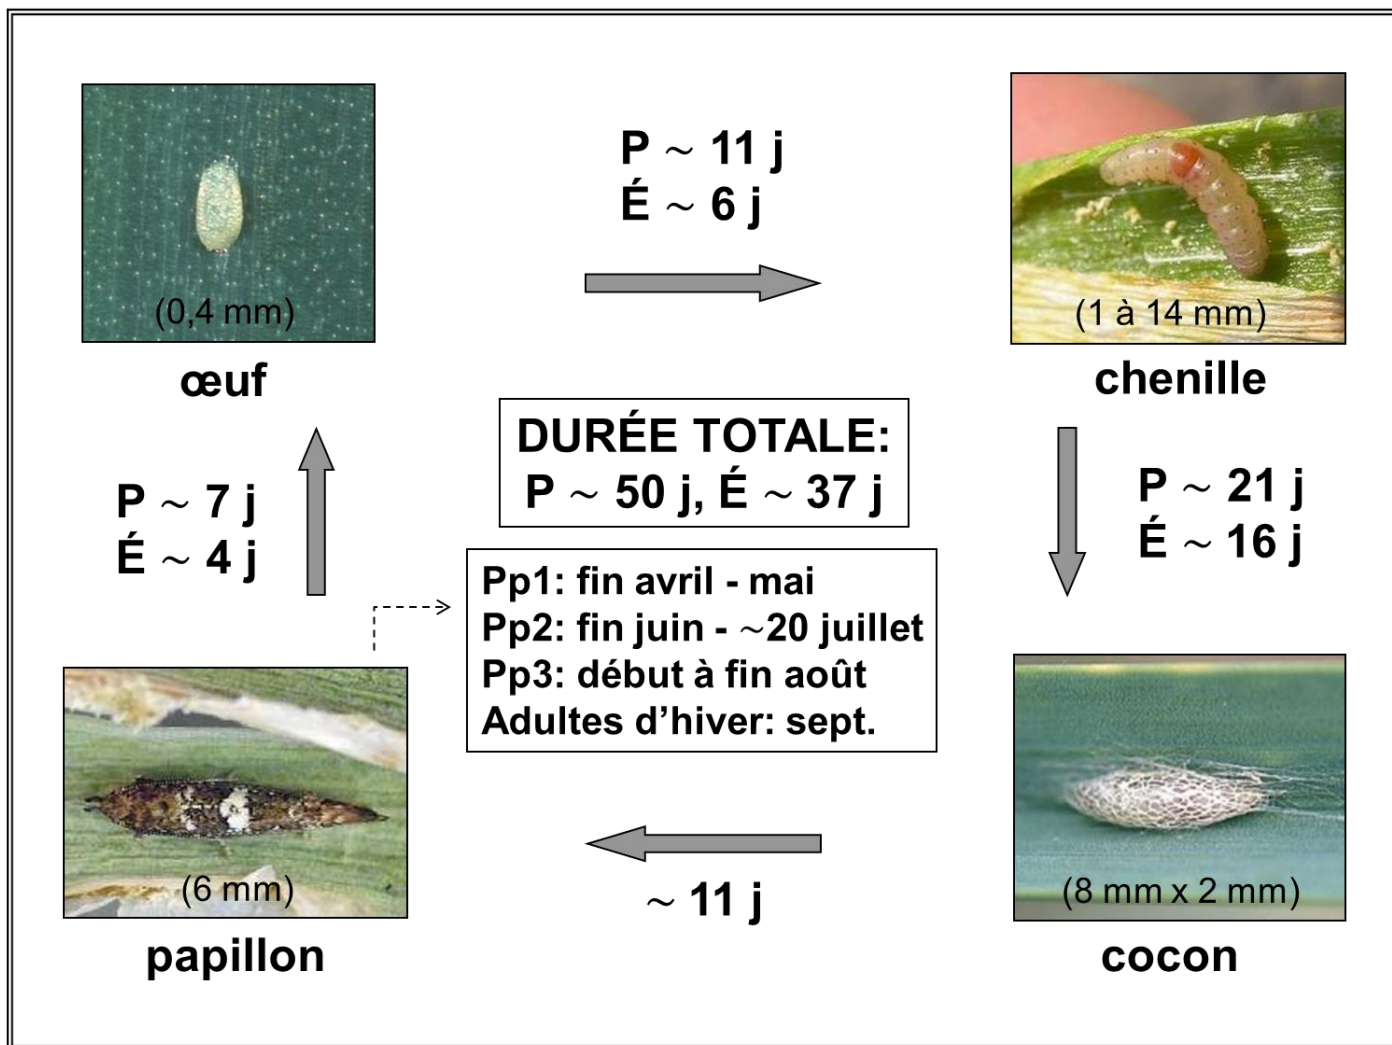 P ~ 11 j
É ~ 6 j
(0,4 mm)
œuf
(1 à 14 mm)
chenille
DURÉE TOTALE:
P ~ 50 j, É ~ 37 j
P ~ 7 j
É ~ 4 j
P ~ 21 j
É ~ 16 j
Pp1: fin avril - mai
Pp2: fin juin - ~20 juillet
Pp3: début à fin août
Adultes d’hiver: sept.
(6 mm)
papillon
~ 11 j
(8 mm x 2 mm)
cocon